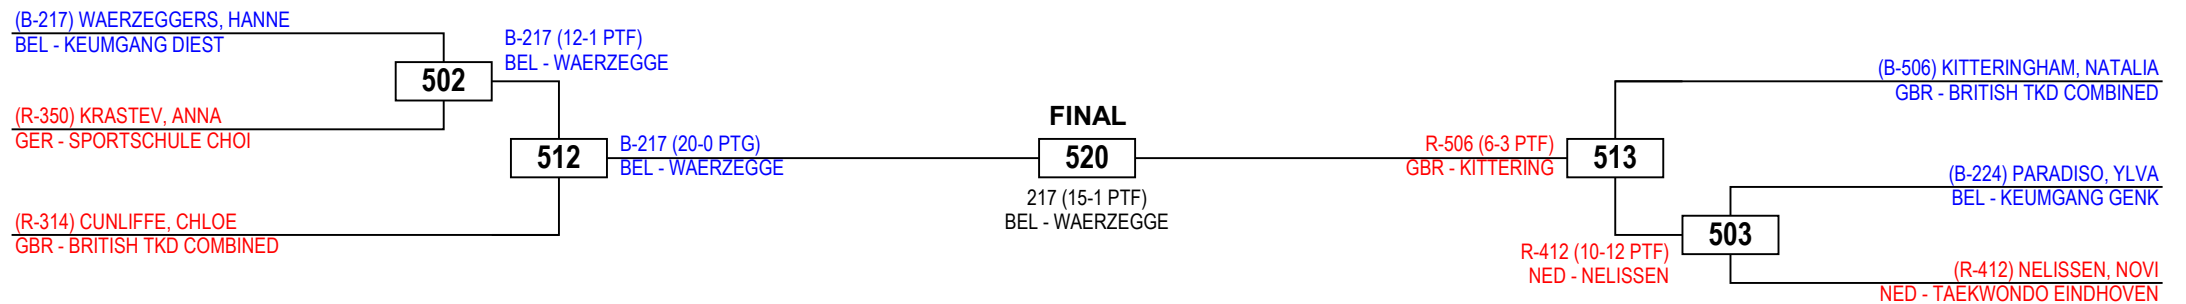 (B-217) WAERZEGGERS, HANNE
BEL - KEUMGANG DIEST
B-217 (12-1 PTF)
BEL - WAERZEGGE
502
(R-350) KRASTEV, ANNA
GER - SPORTSCHULE CHOI
512
B-217 (20-0 PTG)
BEL - WAERZEGGE
(R-314) CUNLIFFE, CHLOE
GBR - BRITISH TKD COMBINED
FINAL
520
217 (15-1 PTF)
BEL - WAERZEGGE
(B-506) KITTERINGHAM, NATALIA
GBR - BRITISH TKD COMBINED
R-506 (6-3 PTF)
GBR - KITTERING
513
(B-224) PARADISO, YLVA
BEL - KEUMGANG GENK
503
R-412 (10-12 PTF)
NED - NELISSEN
(R-412) NELISSEN, NOVI
NED - TAEKWONDO EINDHOVEN